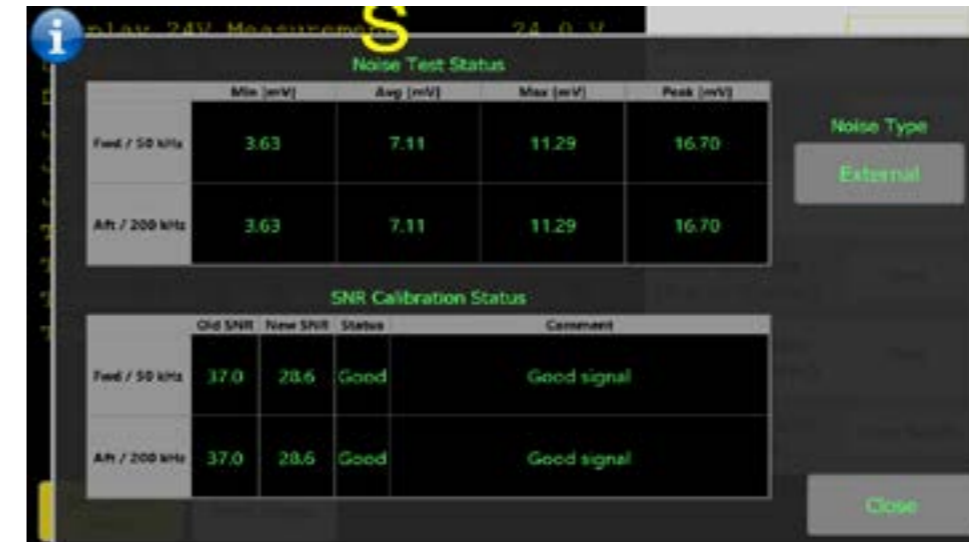 i
play 24V Measurement 24.0 V
S
Noise Test Status
Min [mV] Avg [mV] Max [mV] Peak [mV]
Fwd / 50 kHz 3.63 7.11 11.29 16.70
Aft / 200 kHz 3.63 7.11 11.29 16.70
Noise Type
External
SNR Calibration Status
Old SNR New SNR Status Comment
Fwd / 50 kHz 37.0 28.6 Good Good signal
Aft / 200 kHz 37.0 28.6 Good Good signal
Close